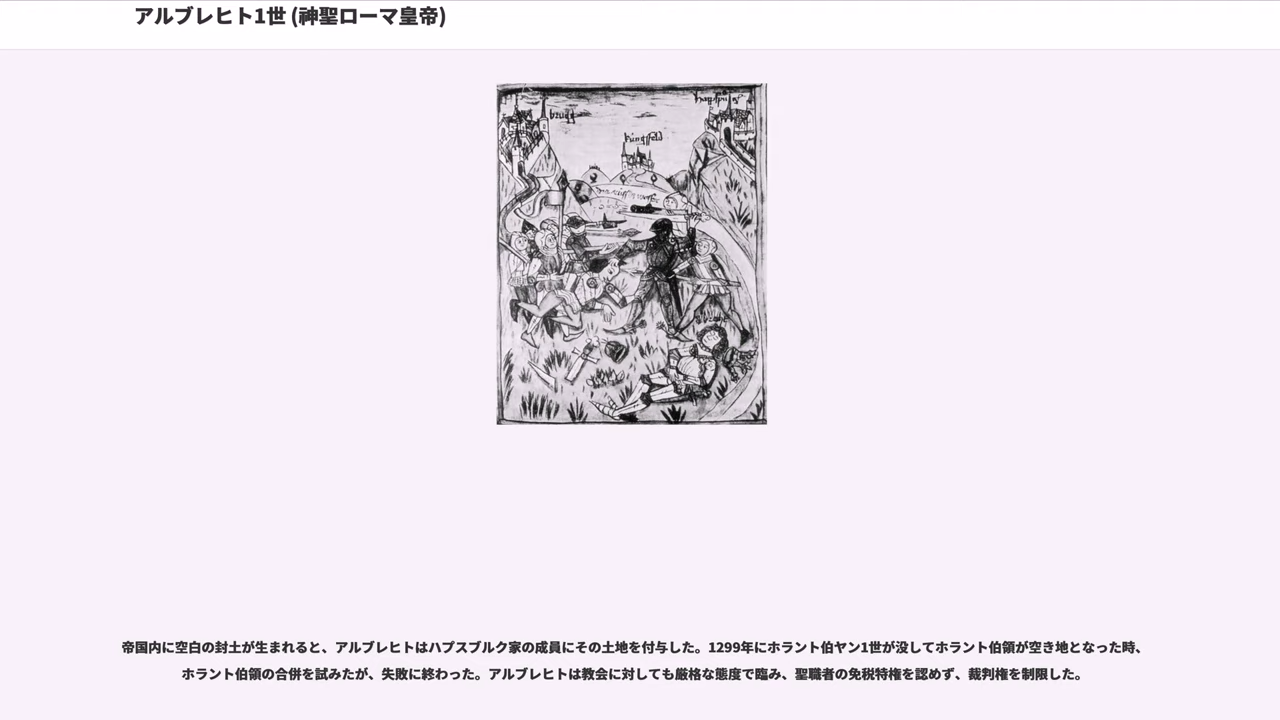 アルブレヒト1世 (神聖ローマ皇帝)
brugg
küngsfeld
帝国内に空白の封土が生まれると、アルブレヒトはハプスブルク家の成員にその土地を付与した。1299年にホラント伯ヤン1世が没してホラント伯領が空き地となった時、
ホラント伯領の合併を試みたが、失敗に終わった。アルブレヒトは教会に対しても厳格な態度で臨み、聖職者の免税特権を認めず、裁判権を制限した。